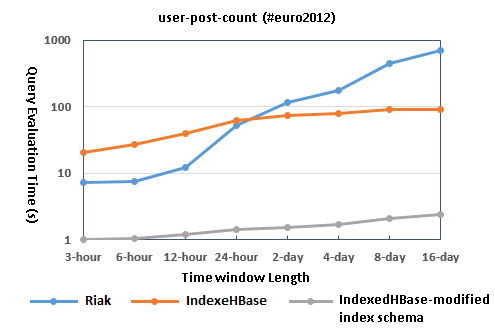 user-post-count (#euro2012)
Query Evaluation Time (s)
1000
100
10
1
3-hour 6-hour 12-hour 24-hour 2-day 4-day 8-day 16-day
Time window Length
Riak IndexeHBase IndexedHBase-modified
index schema